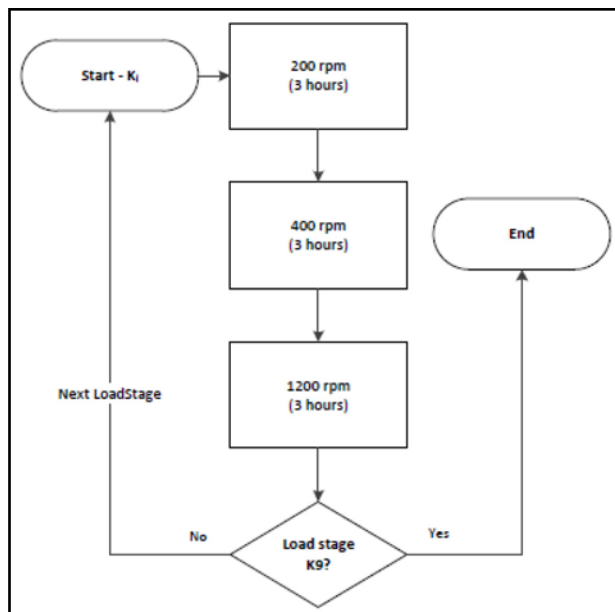 Start - Kᵢ
200 rpm
(3 hours)
400 rpm
(3 hours)
End
1200 rpm
(3 hours)
Next LoadStage
No
Load stage
K9?
Yes